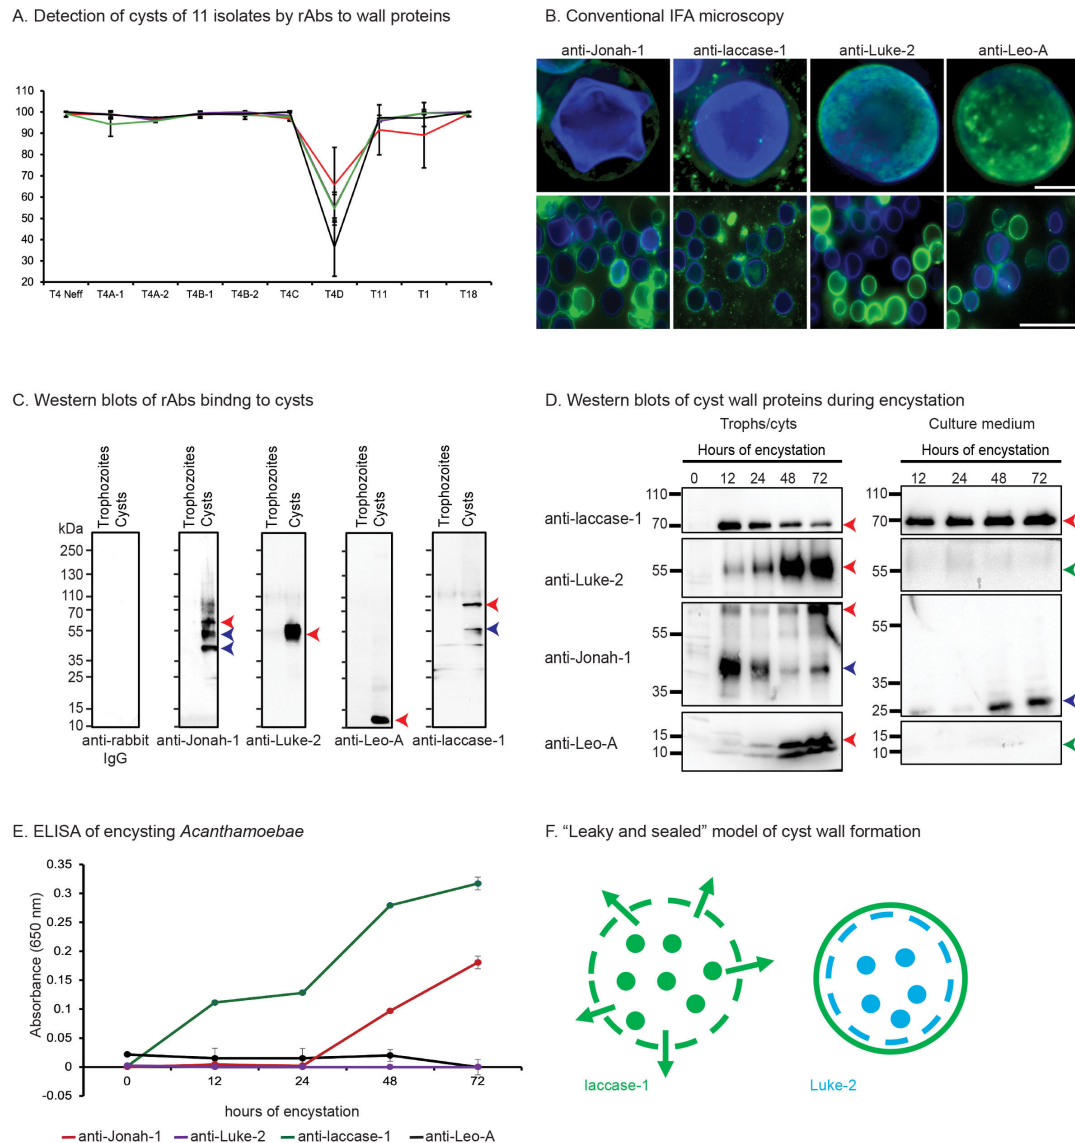 A. Detection of cysts of 11 isolates by rAbs to wall proteins
110
100
90
80
70
60
50
40
30
20
T4 Neff T4A-1 T4A-2 T4B-1 T4B-2 T4C T4D T11 T1 T18
B. Conventional IFA microscopy
anti-Jonah-1 anti-laccase-1 anti-Luke-2 anti-Leo-A
C. Western blots of rAbs bindng to cysts
Trophozoites
Cysts
Trophozoites
Cysts
Trophozoites
Cysts
Trophozoites
Cysts
Trophozoites
Cysts
kDa
250
130
110
70
55
35
25
15
10
anti-rabbit IgG
anti-Jonah-1
anti-Luke-2
anti-Leo-A
anti-laccase-1
D. Western blots of cyst wall proteins during encystation
Trophs/cyts Culture medium
Hours of encystation Hours of encystation
0 12 24 48 72 12 24 48 72
anti-laccase-1
110
70
110
70
anti-Luke-2
55
55
anti-Jonah-1
55
35
55
35
25
anti-Leo-A
15
10
15
10
E. ELISA of encysting Acanthamoebae
Absorbance (650 nm)
0.35
0.3
0.25
0.2
0.15
0.1
0.05
0
-0.05
0 12 24 48 72
hours of encystation
anti-Jonah-1 anti-Luke-2 anti-laccase-1 anti-Leo-A
F. “Leaky and sealed” model of cyst wall formation
laccase-1 Luke-2